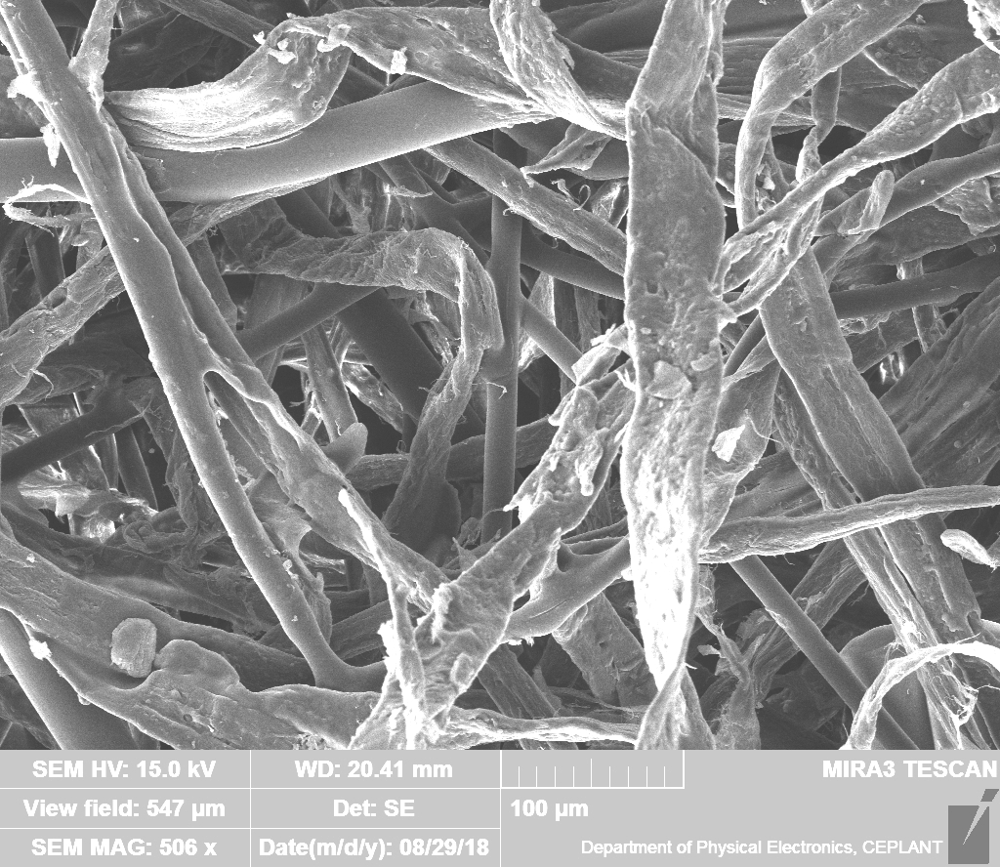 SEM HV: 15.0 kV
WD: 20.41 mm
MIRA3 TESCAN
View field: 547 µm
Det: SE
100 µm
SEM MAG: 506 x
Date(m/d/y): 08/29/18
Department of Physical Electronics, CEPLANT